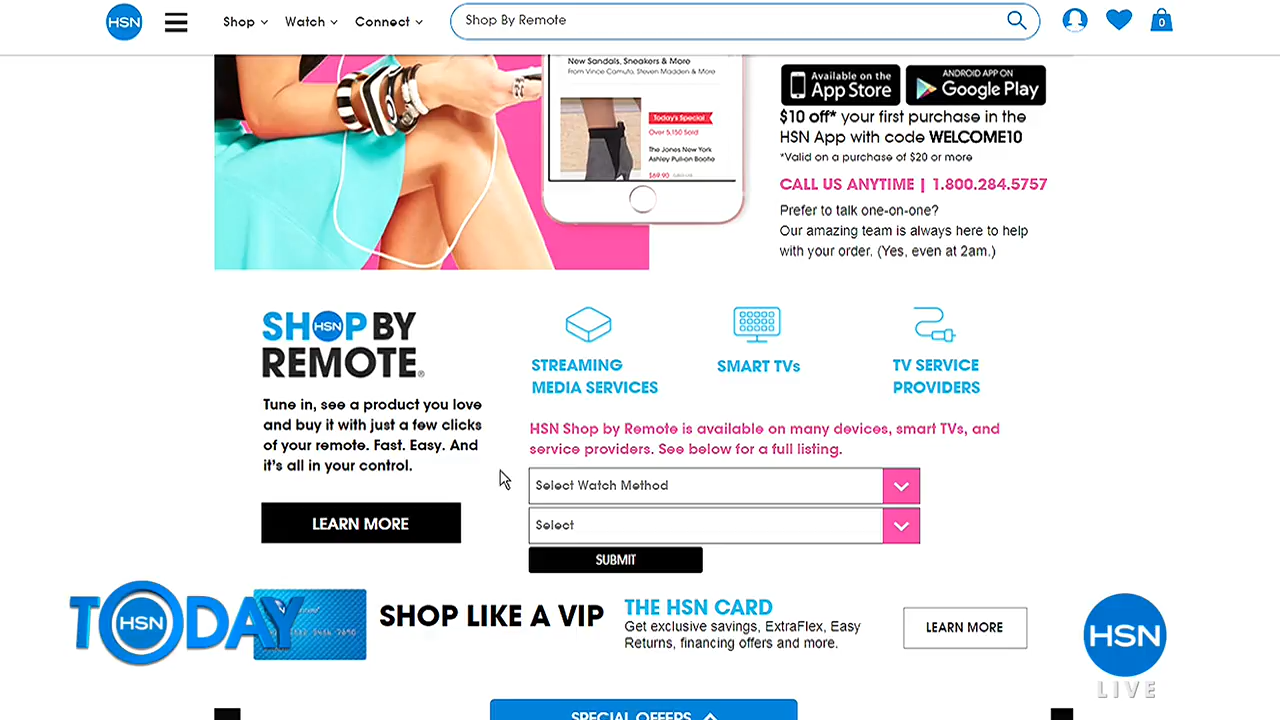 HSN
Shop
Watch
Connect
Shop By Remote
0
New Sandals, Sneakers & More
From Vince Camuto, Steven Madden & More
Today's Special
Over 5,150 Sold
The Jones New York
Ashley Pull-on Bootie
$69.90
Available on the
App Store
ANDROID APP ON
Google Play
$10 off* your first purchase in the
HSN App with code WELCOME10
*Valid on a purchase of $20 or more
CALL US ANYTIME | 1.800.284.5757
Prefer to talk one-on-one?
Our amazing team is always here to help
with your order. (Yes, even at 2am.)
SHOP HSN BY
REMOTE®
Tune in, see a product you love
and buy it with just a few clicks
of your remote. Fast. Easy. And
it's all in your control.
LEARN MORE
STREAMING
MEDIA SERVICES
SMART TVs
TV SERVICE
PROVIDERS
HSN Shop by Remote is available on many devices, smart TVs, and
service providers. See below for a full listing.
Select Watch Method
Select
SUBMIT
TODAY
HSN
SHOP LIKE A VIP
THE HSN CARD
Get exclusive savings, ExtraFlex, Easy
Returns, financing offers and more.
LEARN MORE
HSN
LIVE
SPECIAL OFFERS